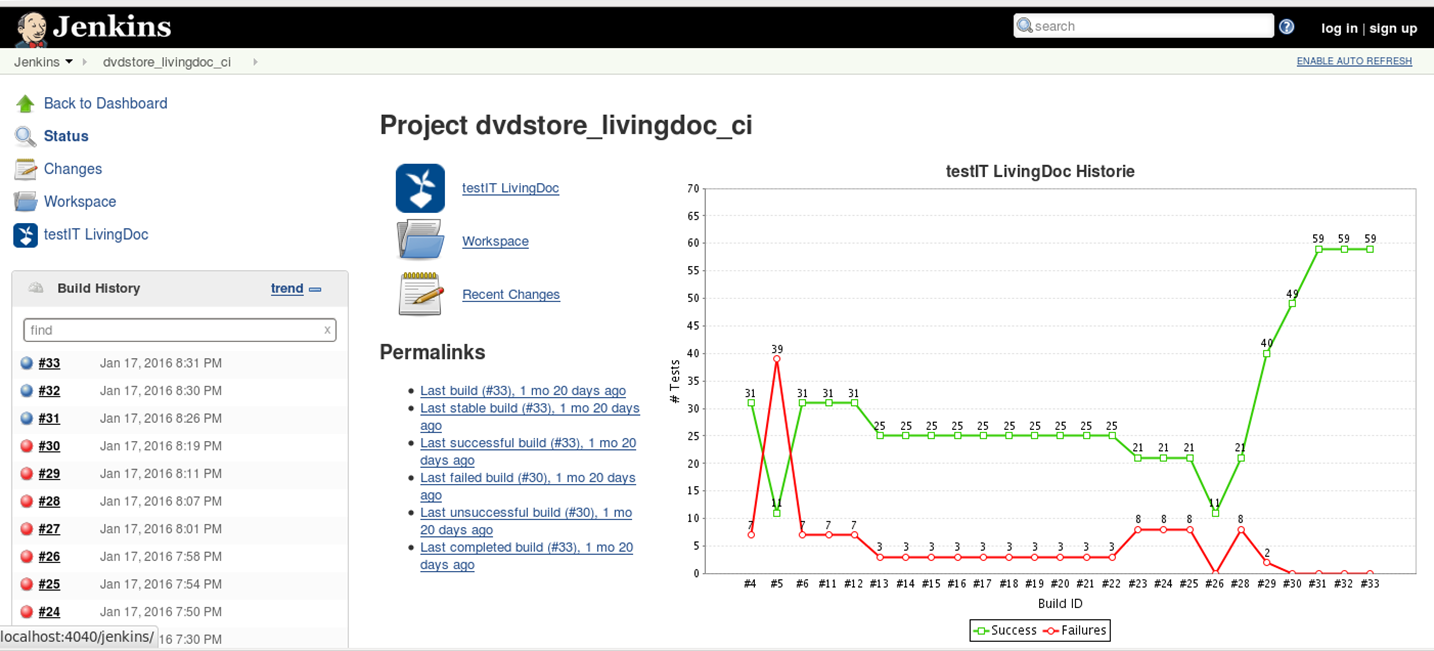 Jenkins
search
log in | sign up
Jenkins
dvdstore_livingdoc_ci
ENABLE AUTO REFRESH
Back to Dashboard
Status
Changes
Workspace
testIT LivingDoc
Build History
trend
find
x
#33 Jan 17, 2016 8:31 PM
#32 Jan 17, 2016 8:30 PM
#31 Jan 17, 2016 8:26 PM
#30 Jan 17, 2016 8:19 PM
#29 Jan 17, 2016 8:11 PM
#28 Jan 17, 2016 8:07 PM
#27 Jan 17, 2016 8:01 PM
#26 Jan 17, 2016 7:58 PM
#25 Jan 17, 2016 7:54 PM
#24 Jan 17, 2016 7:50 PM
16 7:30 PM
localhost:4040/jenkins/
Project dvdstore_livingdoc_ci
testIT LivingDoc
Workspace
Recent Changes
Permalinks
Last build (#33), 1 mo 20 days ago
Last stable build (#33), 1 mo 20 days
ago
Last successful build (#33), 1 mo 20
days ago
Last failed build (#30), 1 mo 20 days
ago
Last unsuccessful build (#30), 1 mo
20 days ago
Last completed build (#33), 1 mo 20
days ago
testIT LivingDoc Historie
# Tests
70
65
60
55
50
45
40
35
30
25
20
15
10
5
0
31 11 31 31 31 25 25 25 25 25 25 25 25 25 25 21 21 21 11 21 40 49 59 59 59
7 39 7 7 7 3 3 3 3 3 3 3 3 3 3 8 8 8 8 2
#4 #5 #6 #11 #12 #13 #14 #15 #16 #17 #18 #19 #20 #21 #22 #23 #24 #25 #26 #28 #29 #30 #31 #32 #33
Build ID
Success Failures